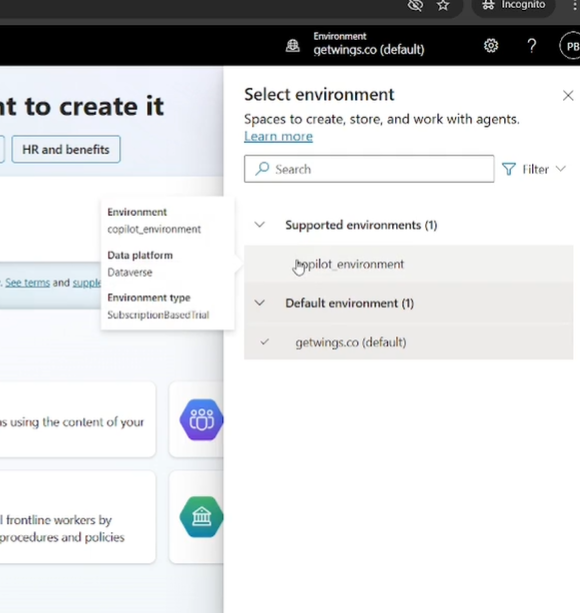 Incognito
Environment
getwings.co (default)
?
PB
nt to create it
HR and benefits
See terms and supple
s using the content of your
l frontline workers by
procedures and policies
Environment
copilot_environment
Data platform
Dataverse
Environment type
SubscriptionBasedTrial
Select environment
Spaces to create, store, and work with agents.
Learn more
Search
Filter
Supported environments (1)
copilot_environment
Default environment (1)
getwings.co (default)